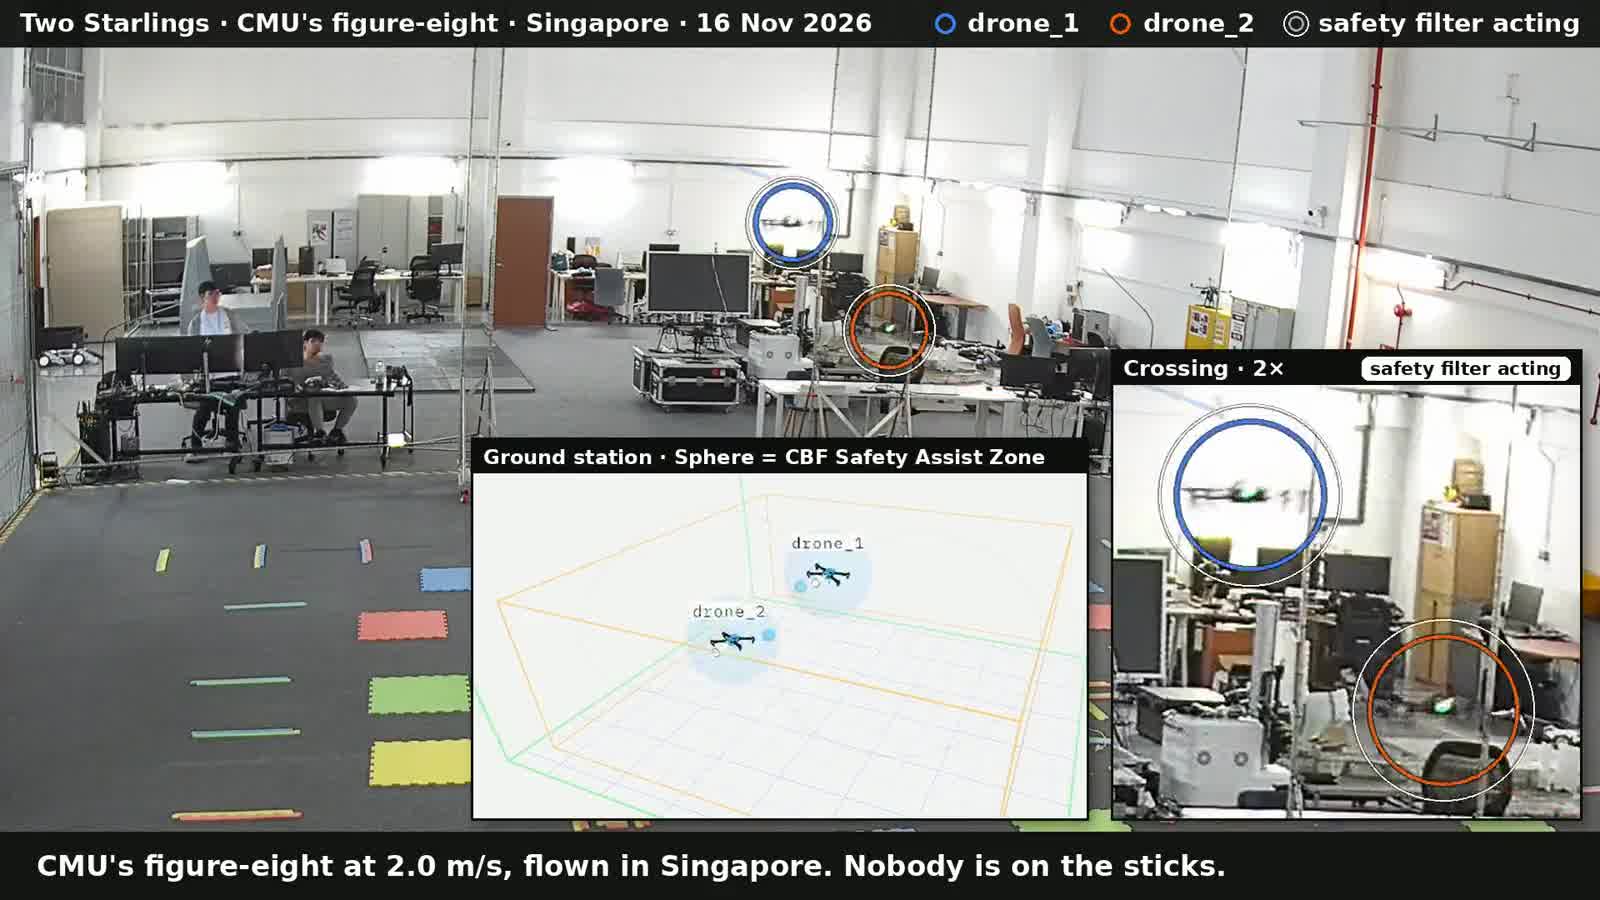 Two Starlings · CMU's figure-eight · Singapore · 16 Nov 2026
drone_1
drone_2
safety filter acting
Crossing · 2×
safety filter acting
Ground station · Sphere = CBF Safety Assist Zone
drone_1
drone_2
CMU's figure-eight at 2.0 m/s, flown in Singapore. Nobody is on the sticks.